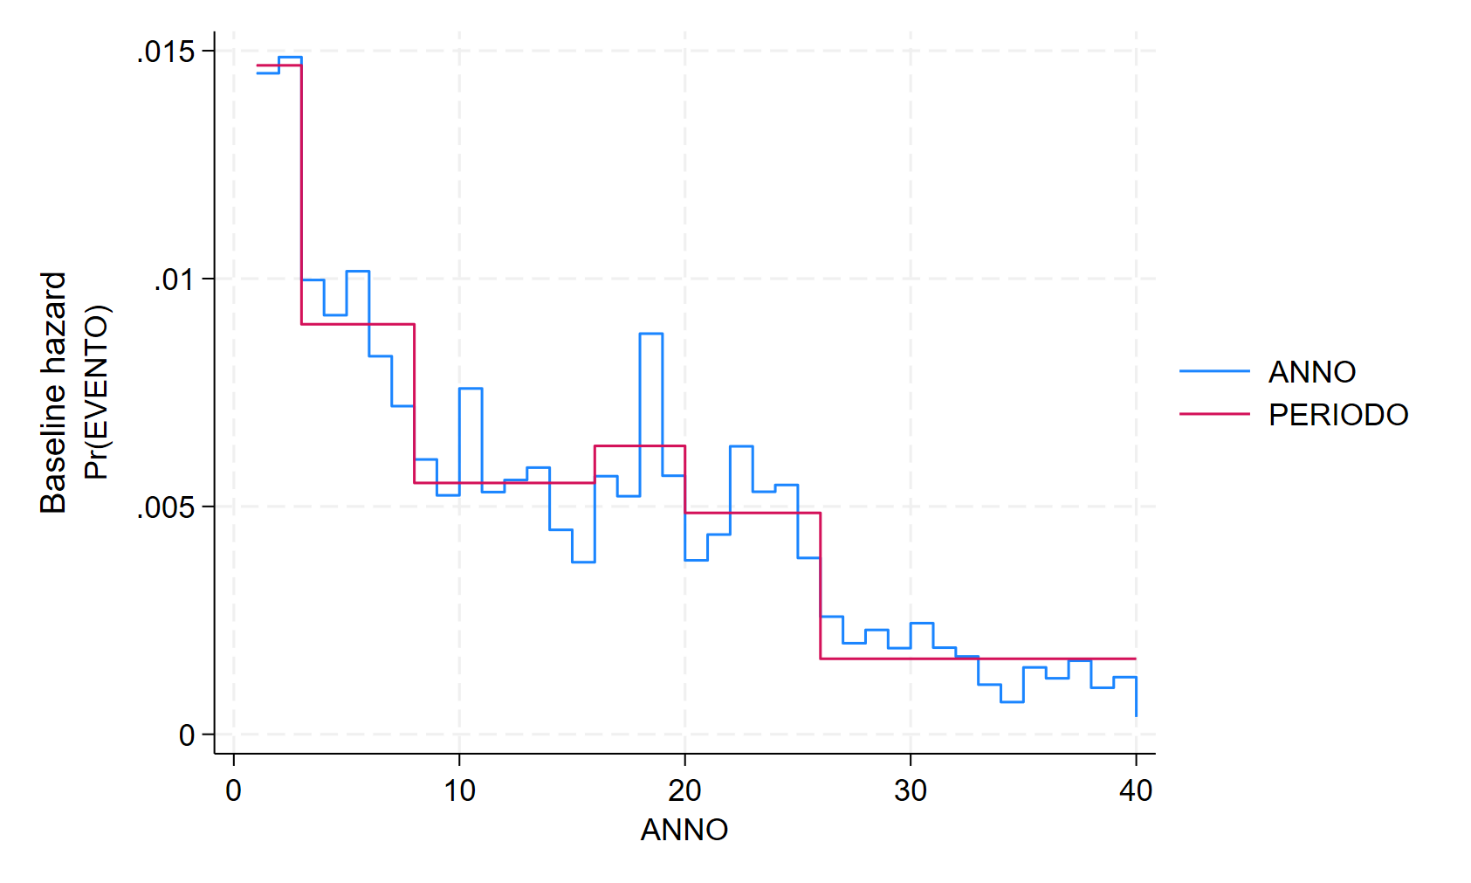 .015
.01
.005
0
Baseline hazard
Pr(EVENTO)
0 10 20 30 40
ANNO
ANNO
PERIODO